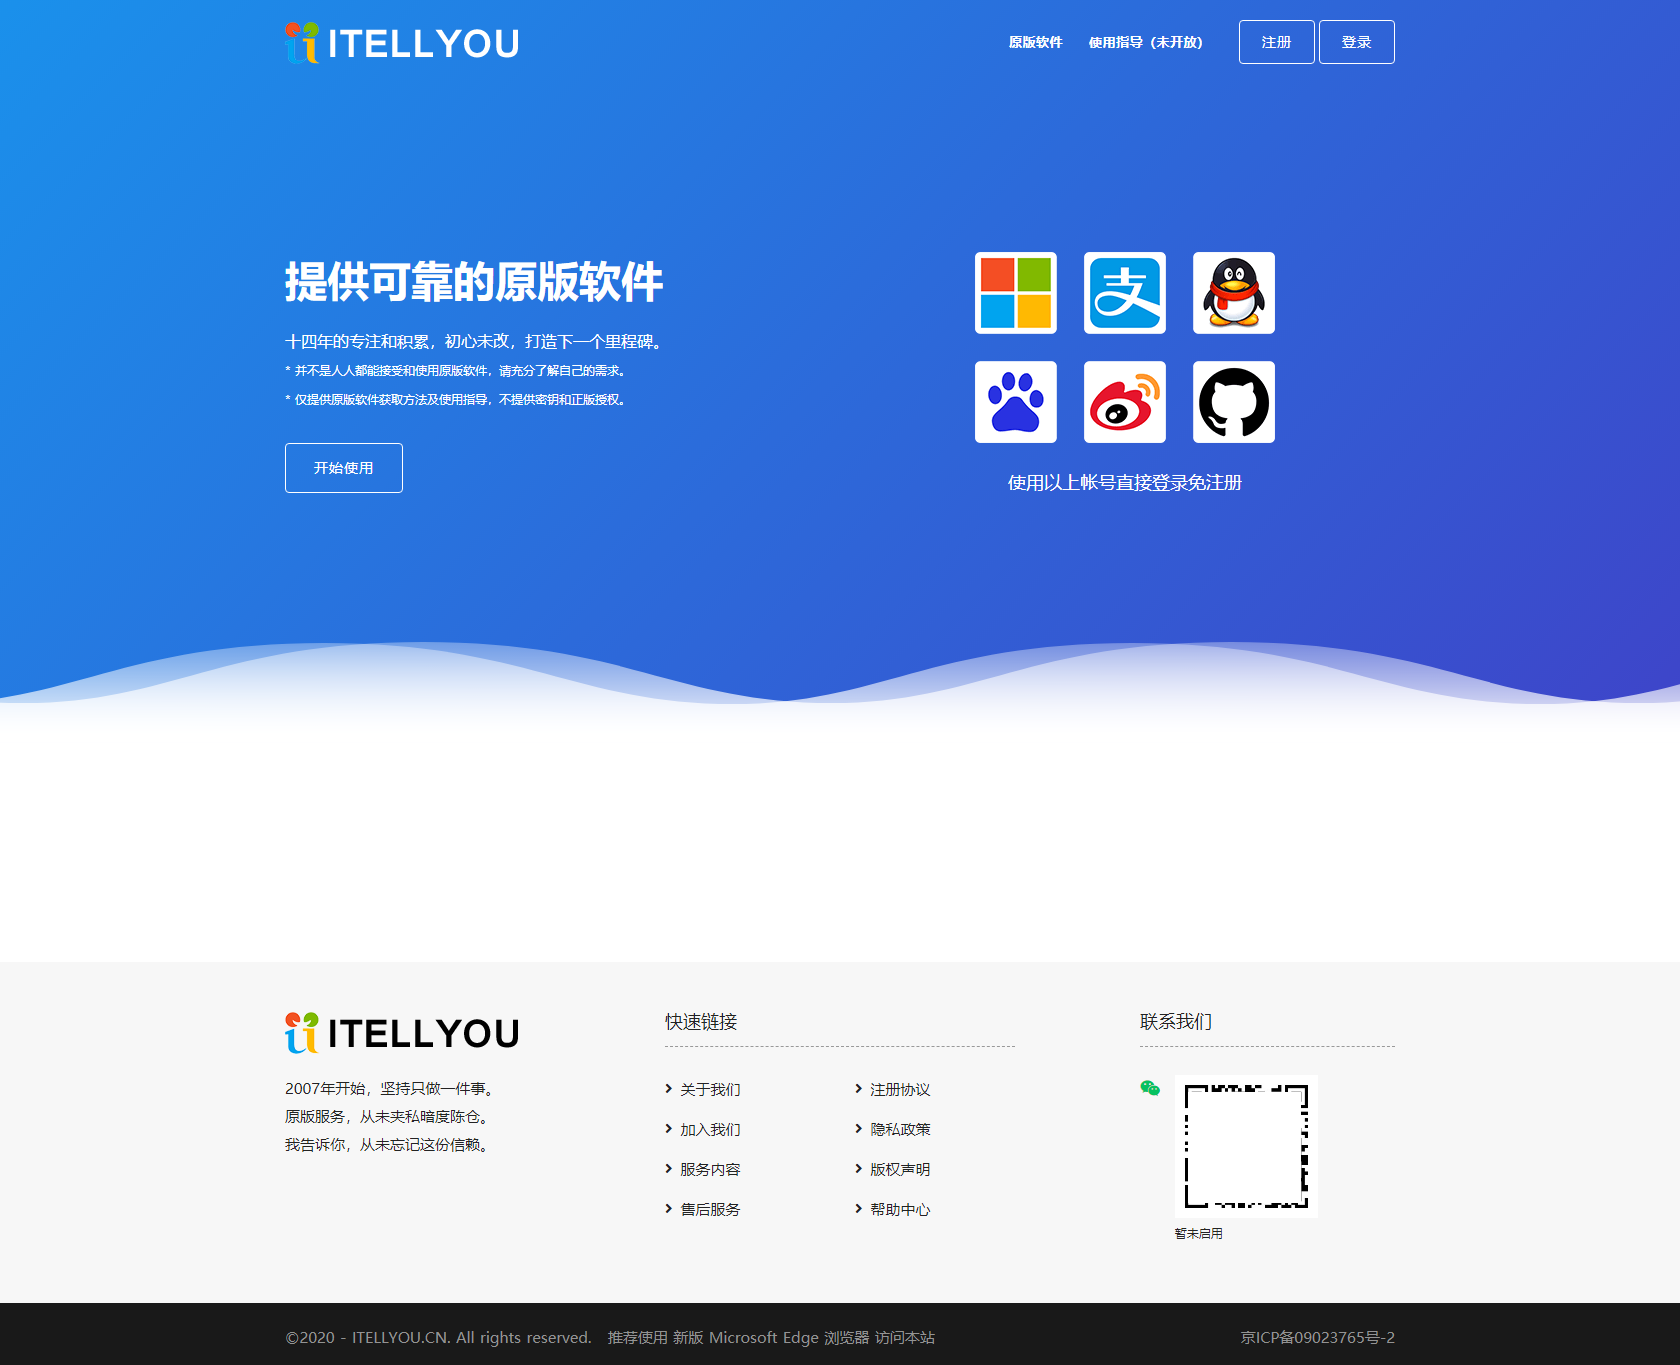 ITELLYOU
原版软件
使用指导（未开放）
注册
登录
提供可靠的原版软件
十四年的专注和积累，初心未改，打造下一个里程碑。
* 并不是人人都能接受和使用原版软件，请充分了解自己的需求。
* 仅提供原版软件获取方法及使用指导，不提供密钥和正版授权。
开始使用
支
使用以上帐号直接登录免注册
ITELLYOU
2007年开始，坚持只做一件事。
原版服务，从未夹私暗度陈仓。
我告诉你，从未忘记这份信赖。
快速链接
关于我们
注册协议
加入我们
隐私政策
服务内容
版权声明
售后服务
帮助中心
联系我们
暂未启用
©2020 - ITELLYOU.CN. All rights reserved. 推荐使用 新版 Microsoft Edge 浏览器 访问本站
京ICP备09023765号-2